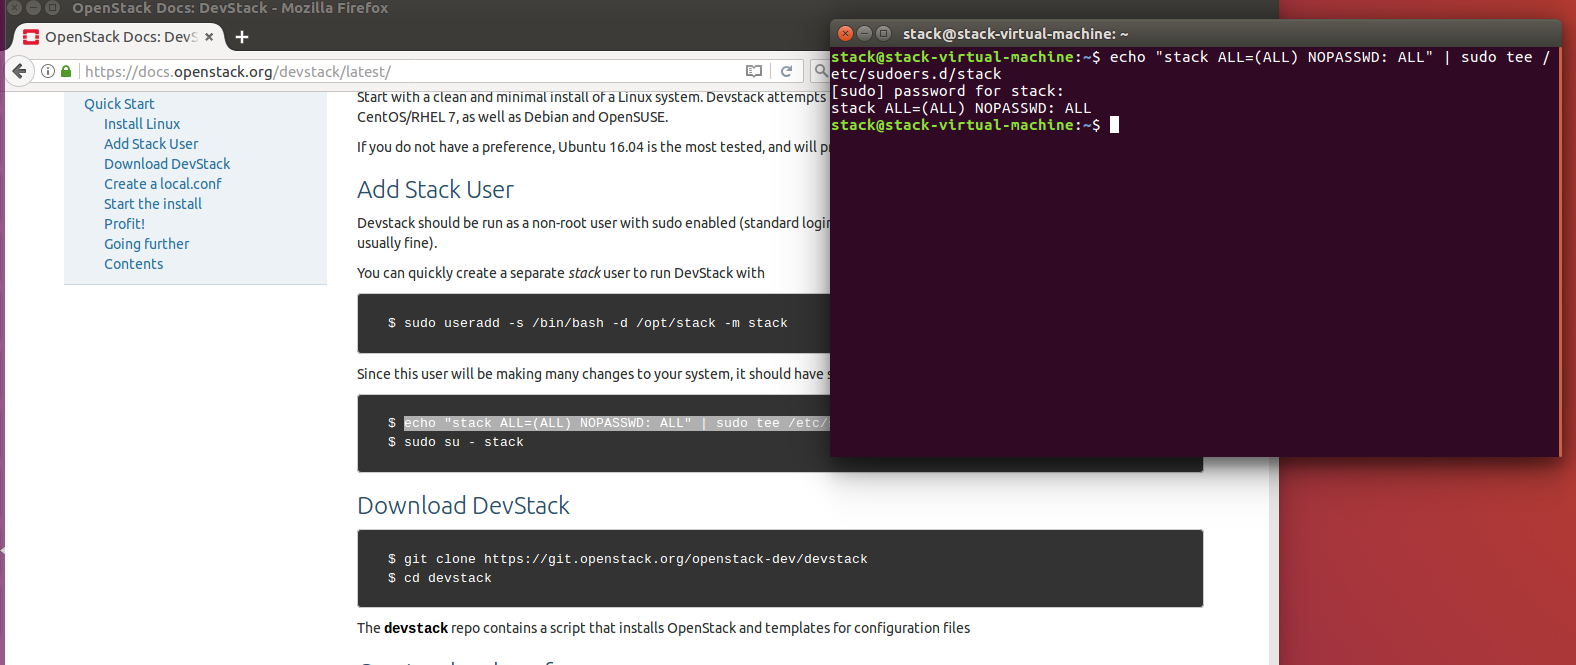 OpenStack Docs: DevStack - Mozilla Firefox
OpenStack Docs: DevS
https://docs.openstack.org/devstack/latest/
Quick Start
Install Linux
Add Stack User
Download DevStack
Create a local.conf
Start the install
Profit!
Going further
Contents
Start with a clean and minimal install of a Linux system. Devstack attempts
CentOS/RHEL 7, as well as Debian and OpenSUSE.
If you do not have a preference, Ubuntu 16.04 is the most tested, and will
Add Stack User
Devstack should be run as a non-root user with sudo enabled (standard
usually fine).
You can quickly create a separate stack user to run DevStack with
$ sudo useradd -s /bin/bash -d /opt/stack -m stack
Since this user will be making many changes to your system, it should have
$ echo "stack ALL=(ALL) NOPASSWD: ALL" | sudo tee /etc/
$ sudo su - stack
Download DevStack
$ git clone https://git.openstack.org/openstack-dev/devstack
$ cd devstack
The devstack repo contains a script that installs OpenStack and templates for configuration files
stack@stack-virtual-machine: ~
stack@stack-virtual-machine:~$ echo "stack ALL=(ALL) NOPASSWD: ALL" | sudo tee /
etc/sudoers.d/stack
[sudo] password for stack:
stack ALL=(ALL) NOPASSWD: ALL
stack@stack-virtual-machine:~$